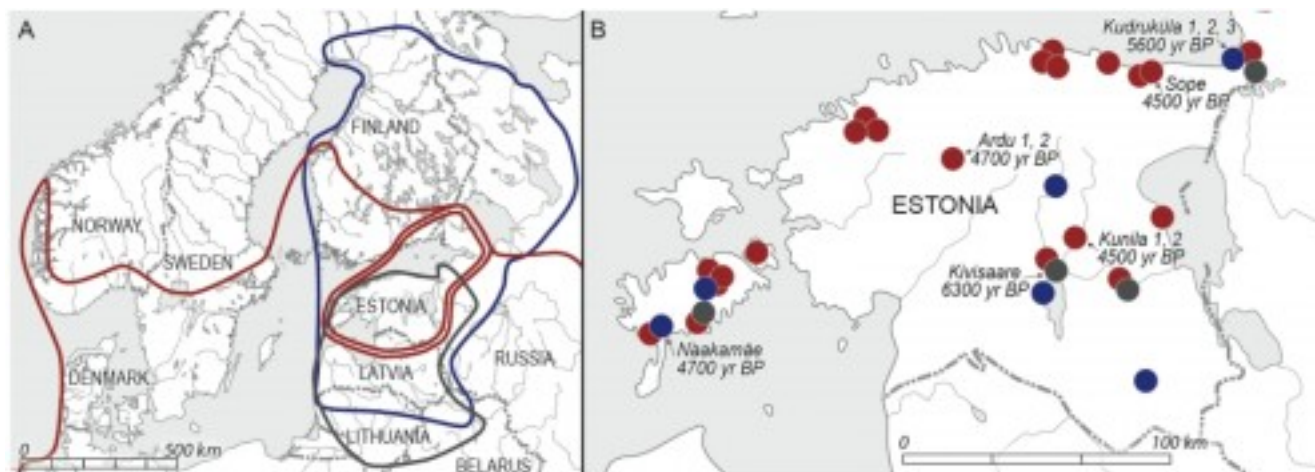 A
FINLAND
NORWAY
SWEDEN
ESTONIA
RUSSIA
LATVIA
DENMARK
LITHUANIA
BELARUS
0 500 km
B
Kudruküla 1, 2, 3
5600 yr BP
Sope
4500 yr BP
Ardu 1, 2
4700 yr BP
ESTONIA
Kunila 1, 2
4500 yr BP
Kivisaare
6300 yr BP
Naakamäe
4700 yr BP
0 100 km